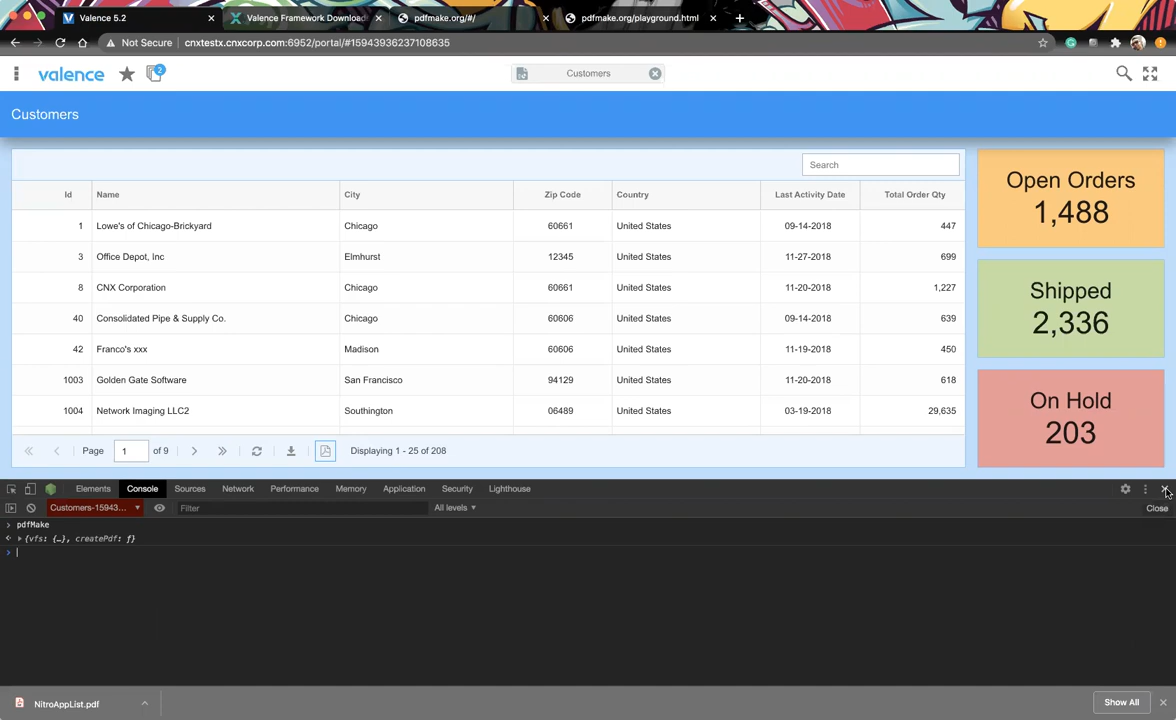 Valence 5.2
Valence Framework Download
pdfmake.org/#/
pdfmake.org/playground.html
Not Secure
cnxtestx.cnxcorp.com:6952/portal/#15943936237108635
valence
2
Customers
Customers
Search
Id Name City Zip Code Country Last Activity Date Total Order Qty
1 Lowe's of Chicago-Brickyard Chicago 60661 United States 09-14-2018 447
3 Office Depot, Inc Elmhurst 12345 United States 11-27-2018 699
8 CNX Corporation Chicago 60661 United States 11-20-2018 1,227
40 Consolidated Pipe & Supply Co. Chicago 60606 United States 09-14-2018 639
42 Franco's xxx Madison 60606 United States 11-19-2018 450
1003 Golden Gate Software San Francisco 94129 United States 11-20-2018 618
1004 Network Imaging LLC2 Southington 06489 United States 03-19-2018 29,635
Page 1 of 9 Displaying 1 - 25 of 208
Open Orders
1,488
Shipped
2,336
On Hold
203
Elements Console Sources Network Performance Memory Application Security Lighthouse
Customers-15943... Filter All levels Close
> pdfMake
{vfs: {…}, createPdf: ƒ}
>
NitroAppList.pdf Show All